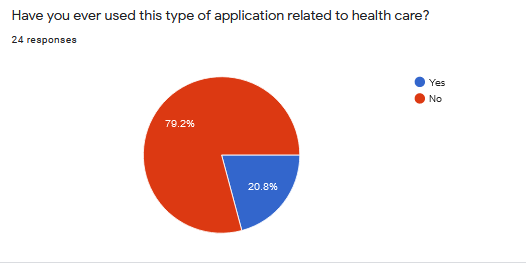 Have you ever used this type of application related to health care?
24 responses
Yes
No
79.2%
20.8%